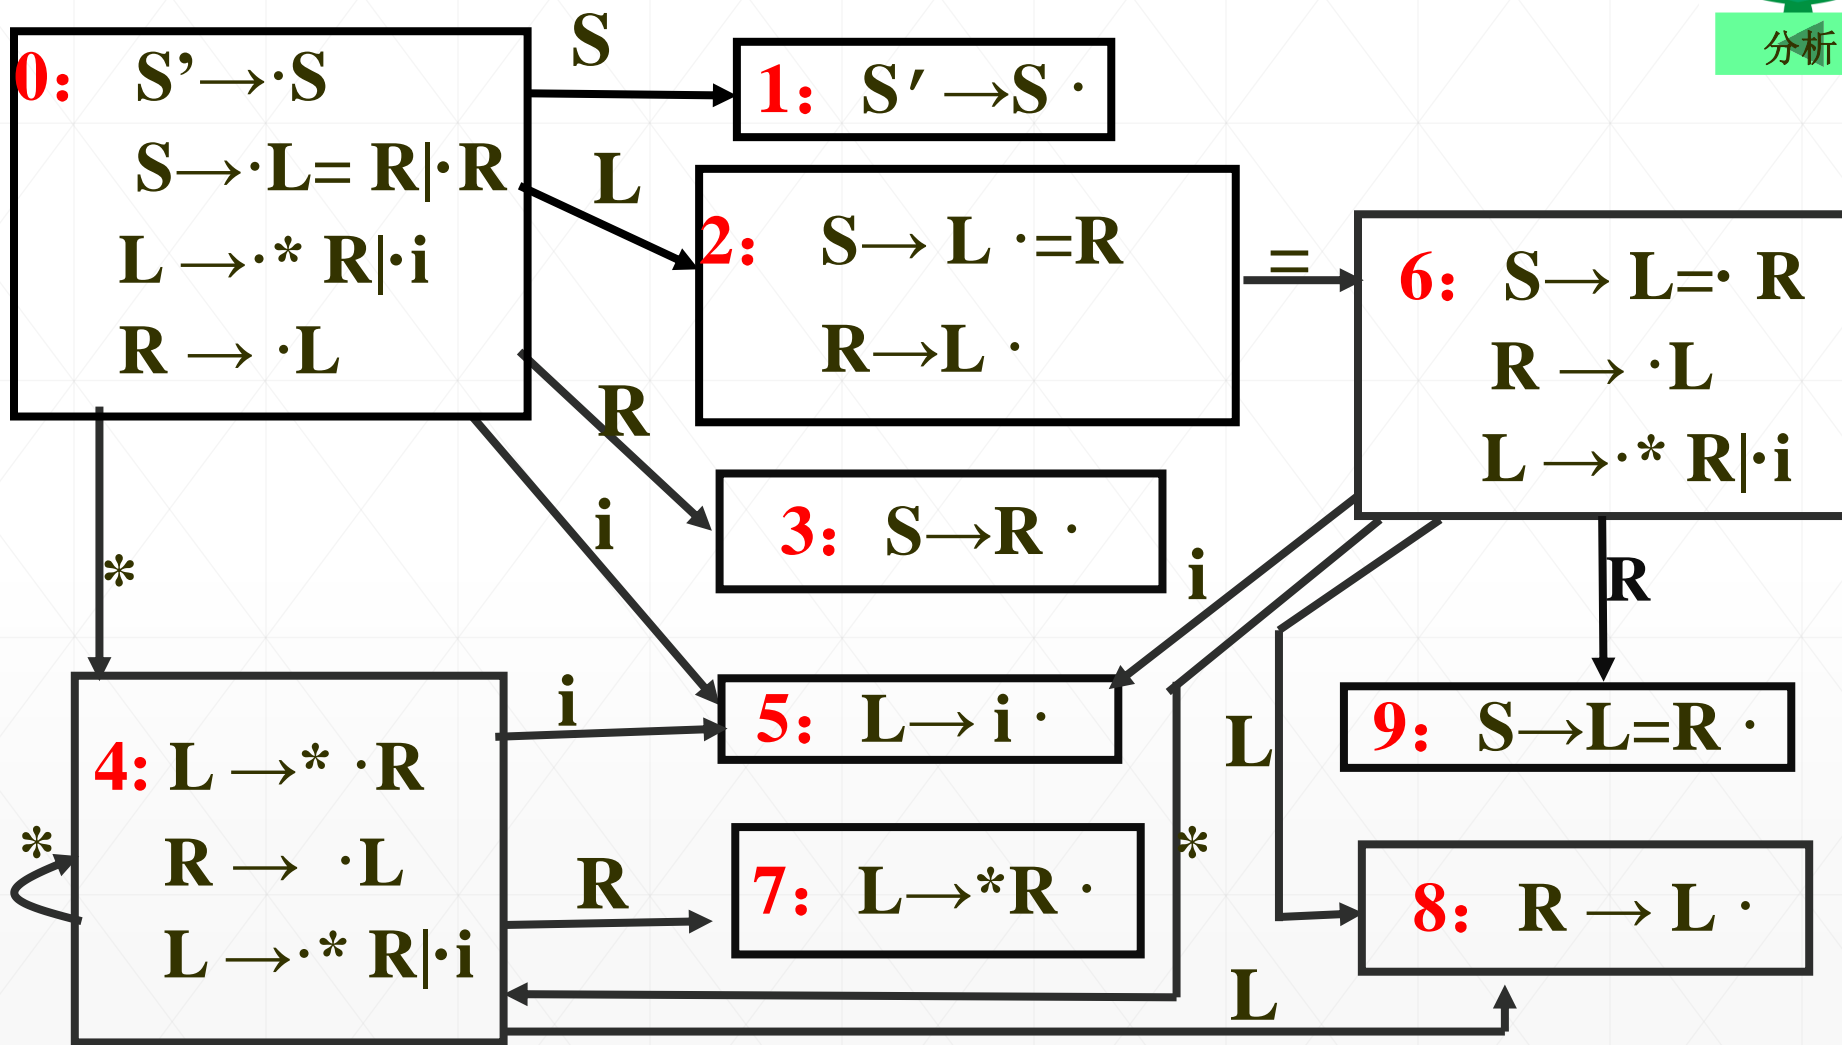 分析
S
0： S’→·S
S→·L= R|·R
L →·* R|·i
R → ·L
1： S′→S ·
L
2： S→ L ·=R
R→L ·
=
6： S→ L=· R
R → ·L
L →·* R|·i
R
i
3： S→R ·
i
R
*
i
4: L →* ·R
R → ·L
L →·* R|·i
5： L→ i ·
L
9： S→L=R ·
*
R
7： L→*R ·
*
8： R → L ·
L